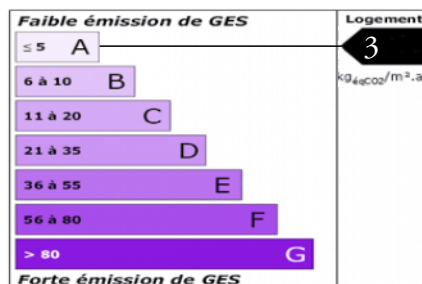 Faible émission de GES
Logement
≤ 5 A
3
6 à 10 B
kgéqCO2/m².a
11 à 20 C
21 à 35 D
36 à 55 E
56 à 80 F
> 80 G
Forte émission de GES